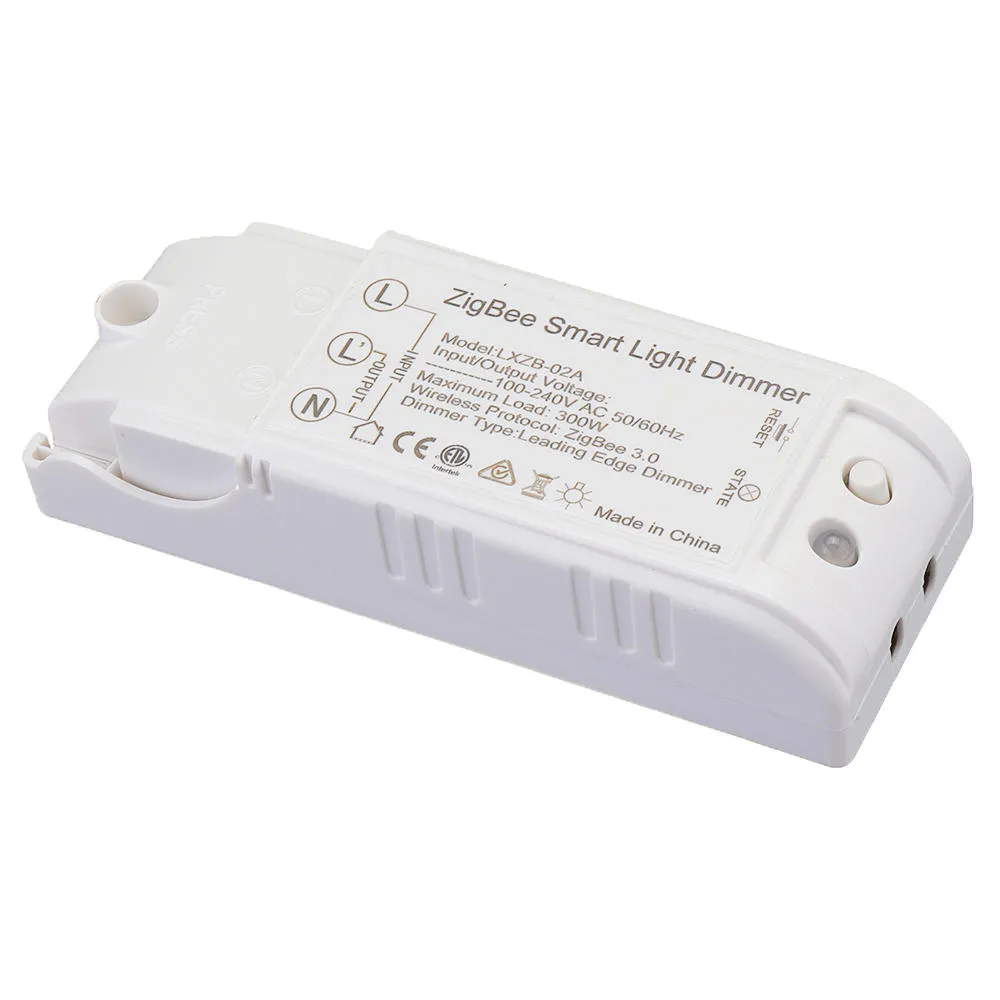 ZigBee Smart Light Dimmer
Model:LXZB-02A
Input/Output Voltage:
100-240V AC 50/60Hz
Maximum Load: 300W
Wireless Protocol: ZigBee 3.0
Dimmer Type:Leading Edge Dimmer
L
L'
N
INPUT
OUTPUT
CE
Intertek
Made in China
RESET
STATE
PRESS